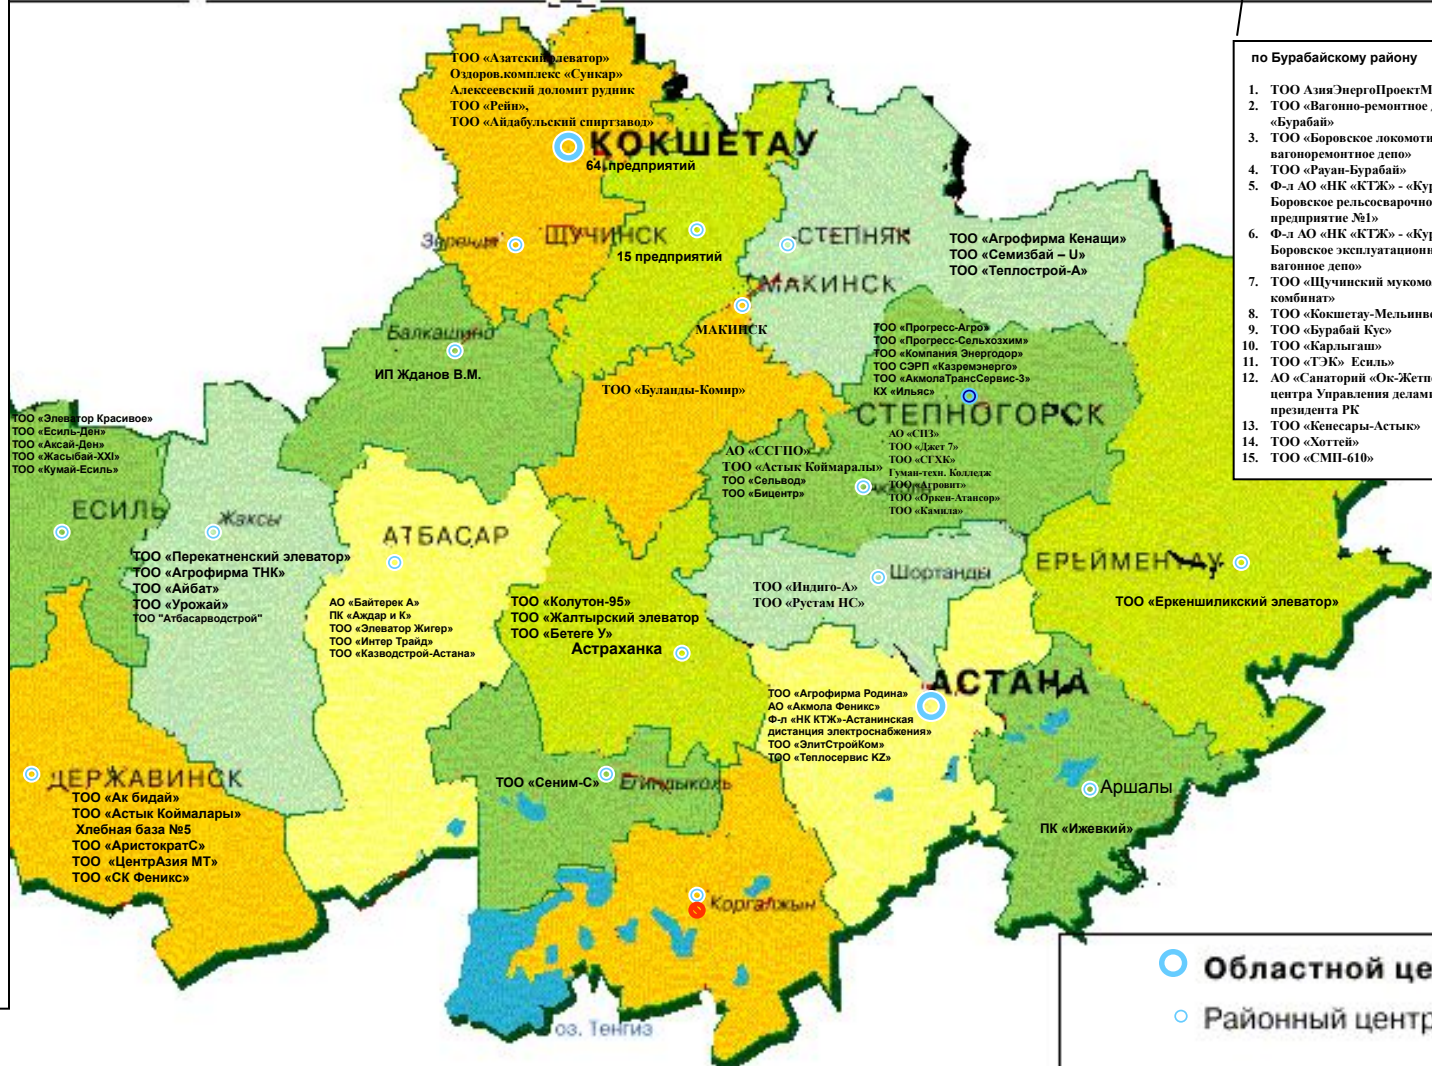 ТОО «Азатский элеватор»
Оздоров.комплекс «Сункар»
Алексеевский доломит рудник
ТОО «Рейн»,
ТОО «Айдабульский спиртзавод»
КОКШЕТАУ
64 предприятий
Зеренда
ЩУЧИНСК
15 предприятий
СТЕПНЯК
ТОО «Агрофирма Кенащи»
ТОО «Семизбай – U»
ТОО «Теплострой-А»
МАКИНСК
МАКИНСК
Балкашино
ИП Жданов В.М.
ТОО «Буланды-Комир»
ТОО «Прогресс-Агро»
ТОО «Прогресс-Сельхозхим»
ТОО «Компания Энергодор»
ТОО СЭРП «Казремэнерго»
ТОО «АкмолаТрансСервис-3»
КХ «Ильяс»
СТЕПНОГОРСК
АО «СПЗ»
ТОО «Джет 7»
ТОО «СГХК»
Гуман-техн. Колледж
ТОО «Агровит»
ТОО «Оркен-Атансор»
ТОО «Камила»
АО «ССГПО»
ТОО «Астык Коймаралы»
ТОО «Сельвод»
ТОО «Бицентр»
ТОО «Элеватор Красивое»
ТОО «Есиль-Ден»
ТОО «Аксай-Ден»
ТОО «Жасыбай-XXI»
ТОО «Кумай-Есиль»
ЕСИЛЬ
Жаксы
ТОО «Перекатненский элеватор»
ТОО «Агрофирма ТНК»
ТОО «Айбат»
ТОО «Урожай»
ТОО "Атбасарводстрой"
АТБАСАР
АО «Байтерек А»
ПК «Аждар и К»
ТОО «Элеватор Жигер»
ТОО «Интер Трайд»
ТОО «Казводстрой-Астана»
ТОО «Колутон-95»
ТОО «Жалтырский элеватор
ТОО «Бетеге У»
Астраханка
Шортанды
ТОО «Индиго-А»
ТОО «Рустам НС»
ЕРЕЙМЕНТАУ
ТОО «Еркеншиликский элеватор»
АСТАНА
ТОО «Агрофирма Родина»
АО «Акмола Феникс»
Ф-л «НК КТЖ»-Астанинская
дистанция электроснабжения»
ТОО «ЭлитСтройКом»
ТОО «Теплосервис KZ»
ДЕРЖАВИНСК
ТОО «Ак бидай»
ТОО «Астык Коймалары»
Хлебная база №5
ТОО «АристократС»
ТОО «ЦентрАзия МТ»
ТОО «СК Феникс»
ТОО «Сеним-С»
Егиндыколь
Аршалы
ПК «Ижевкий»
Коргалжын
оз. Тенгиз
по Бурабайскому району
1. ТОО АзияЭнергоПроектМ
2. ТОО «Вагонно-ремонтное
«Бурабай»
3. ТОО «Боровское локомоти
вагоноремонтное депо»
4. ТОО «Рауан-Бурабай»
5. Ф-л АО «НК «КТЖ» - «Кур
Боровское рельсосварочно
предприятие №1»
6. Ф-л АО «НК «КТЖ» - «Кур
Боровское эксплуатационн
вагонное депо»
7. ТОО «Щучинский мукомо
комбинат»
8. ТОО «Кокшетау-Мельинве
9. ТОО «Бурабай Кус»
10. ТОО «Карлыгаш»
11. ТОО «ТЭК» Есиль»
12. АО «Санаторий «Ок-Жетп
центра Управления делами
президента РК
13. ТОО «Кенесары-Астык»
14. ТОО «Хоттей»
15. ТОО «СМП-610»
Областной це
Районный центр